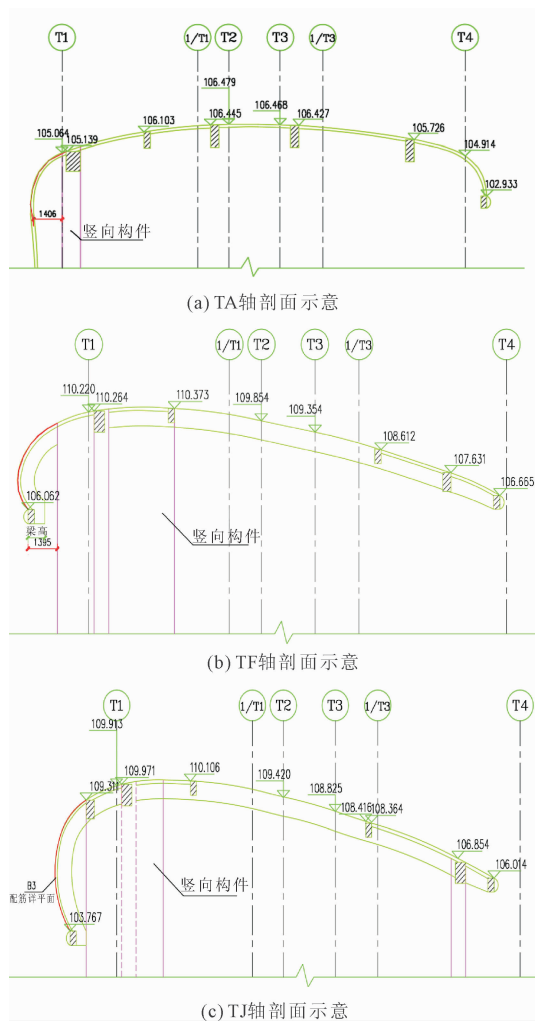 T1 1/T1 T2 T3 1/T3 T4
106.479
106.468
105.064 105.139 106.103 106.445 106.427 105.726 104.914
102.933
1406
竖向构件
(a) TA轴剖面示意
T1 1/T1 T2 T3 1/T3 T4
110.220 110.264 110.373 109.854 109.354
108.612
107.631
106.665
106.062
梁高
1395
竖向构件
(b) TF轴剖面示意
T1 1/T1 T2 T3 1/T3 T4
109.913
109.311 109.971 110.106 109.420 108.825
108.416 108.364
106.854
106.014
B3
配筋详平面
竖向构件
103.767
(c) TJ轴剖面示意